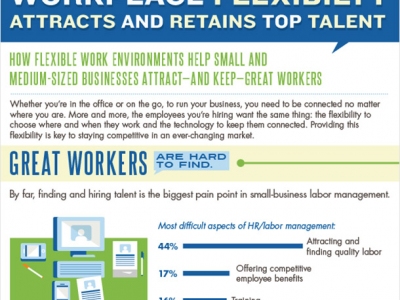 WORKPLACE FLEXIBILITY
ATTRACTS AND RETAINS TOP TALENT
HOW FLEXIBLE WORK ENVIRONMENTS HELP SMALL AND
MEDIUM-SIZED BUSINESSES ATTRACT—AND KEEP—GREAT WORKERS
Whether you're in the office or on the go, to run your business, you need to be connected no matter
where you are. More and more, the employees you're hiring want the same thing: the flexibility to
choose where and when they work and the technology to keep them connected. Providing this
flexibility is key to staying competitive in an ever-changing market.
GREAT WORKERS ARE HARD
TO FIND.
By far, finding and hiring talent is the biggest pain point in small-business labor management.
Most difficult aspects of HR/labor management:
44% Attracting and
finding quality labor
17% Offering competitive
employee benefits
16% Training